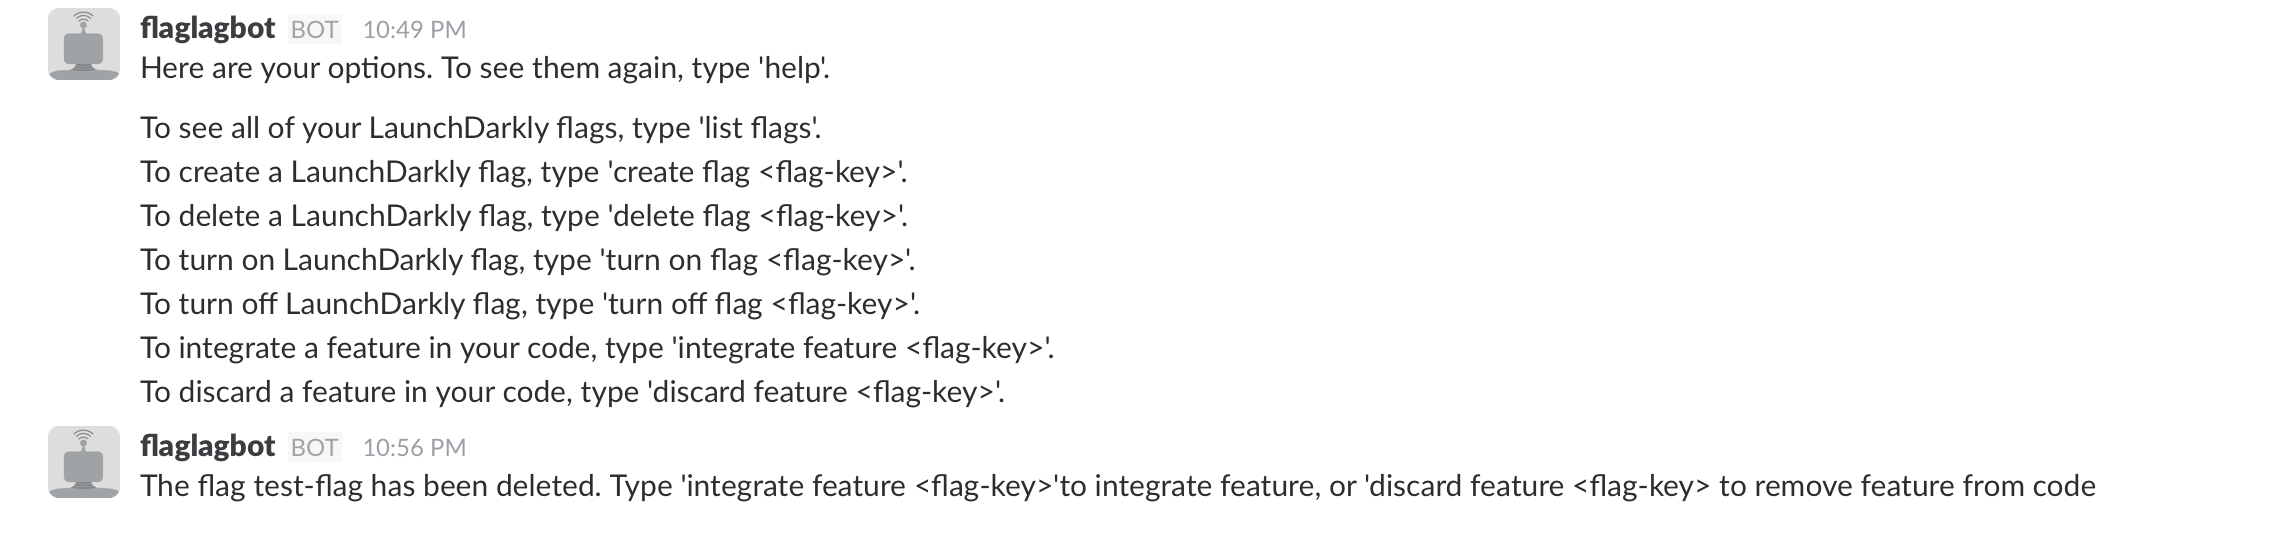 flaglagbot BOT 10:49 PM
Here are your options. To see them again, type 'help'.
To see all of your LaunchDarkly flags, type 'list flags'.
To create a LaunchDarkly flag, type 'create flag <flag-key>'.
To delete a LaunchDarkly flag, type 'delete flag <flag-key>'.
To turn on LaunchDarkly flag, type 'turn on flag <flag-key>'.
To turn off LaunchDarkly flag, type 'turn off flag <flag-key>'.
To integrate a feature in your code, type 'integrate feature <flag-key>'.
To discard a feature in your code, type 'discard feature <flag-key>'.
flaglagbot BOT 10:56 PM
The flag test-flag has been deleted. Type 'integrate feature <flag-key>'to integrate feature, or 'discard feature <flag-key> to remove feature from code